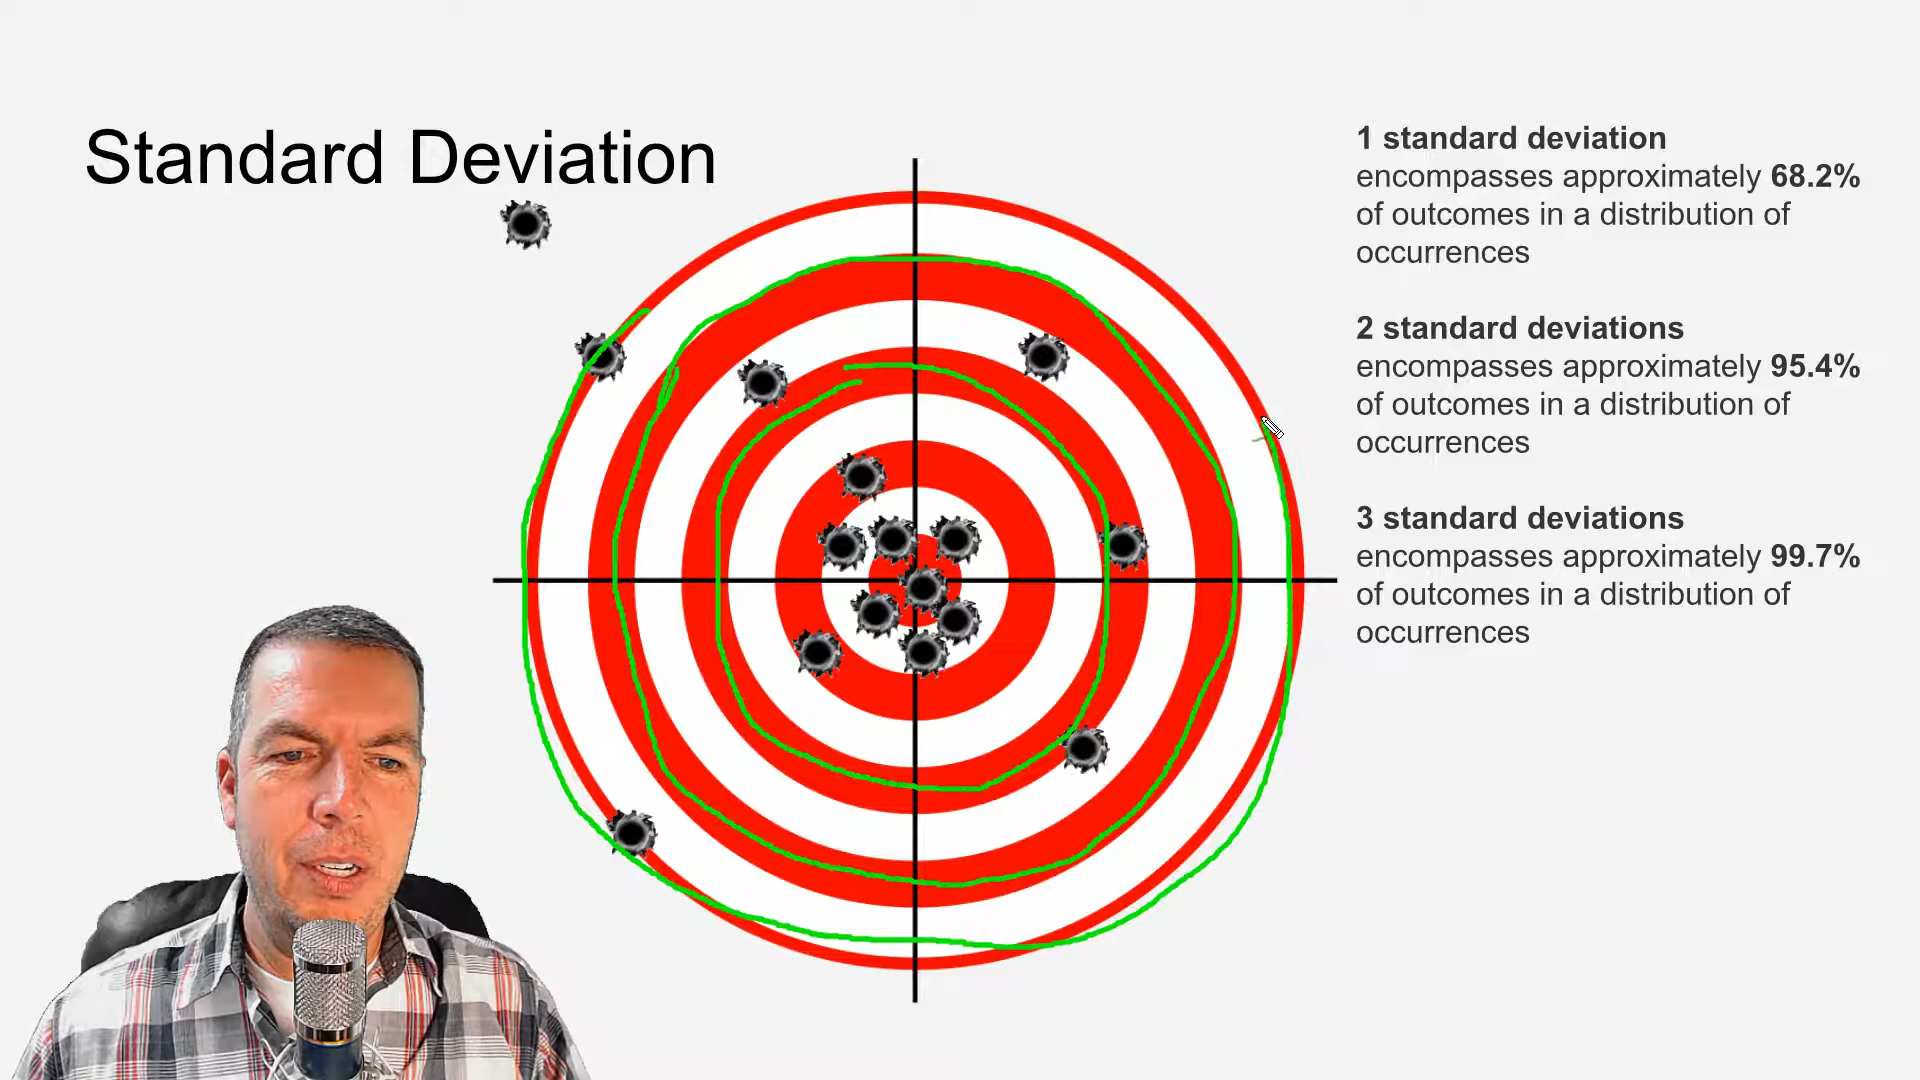 Standard Deviation
1 standard deviation
encompasses approximately 68.2%
of outcomes in a distribution of
occurrences
2 standard deviations
encompasses approximately 95.4%
of outcomes in a distribution of
occurrences
3 standard deviations
encompasses approximately 99.7%
of outcomes in a distribution of
occurrences